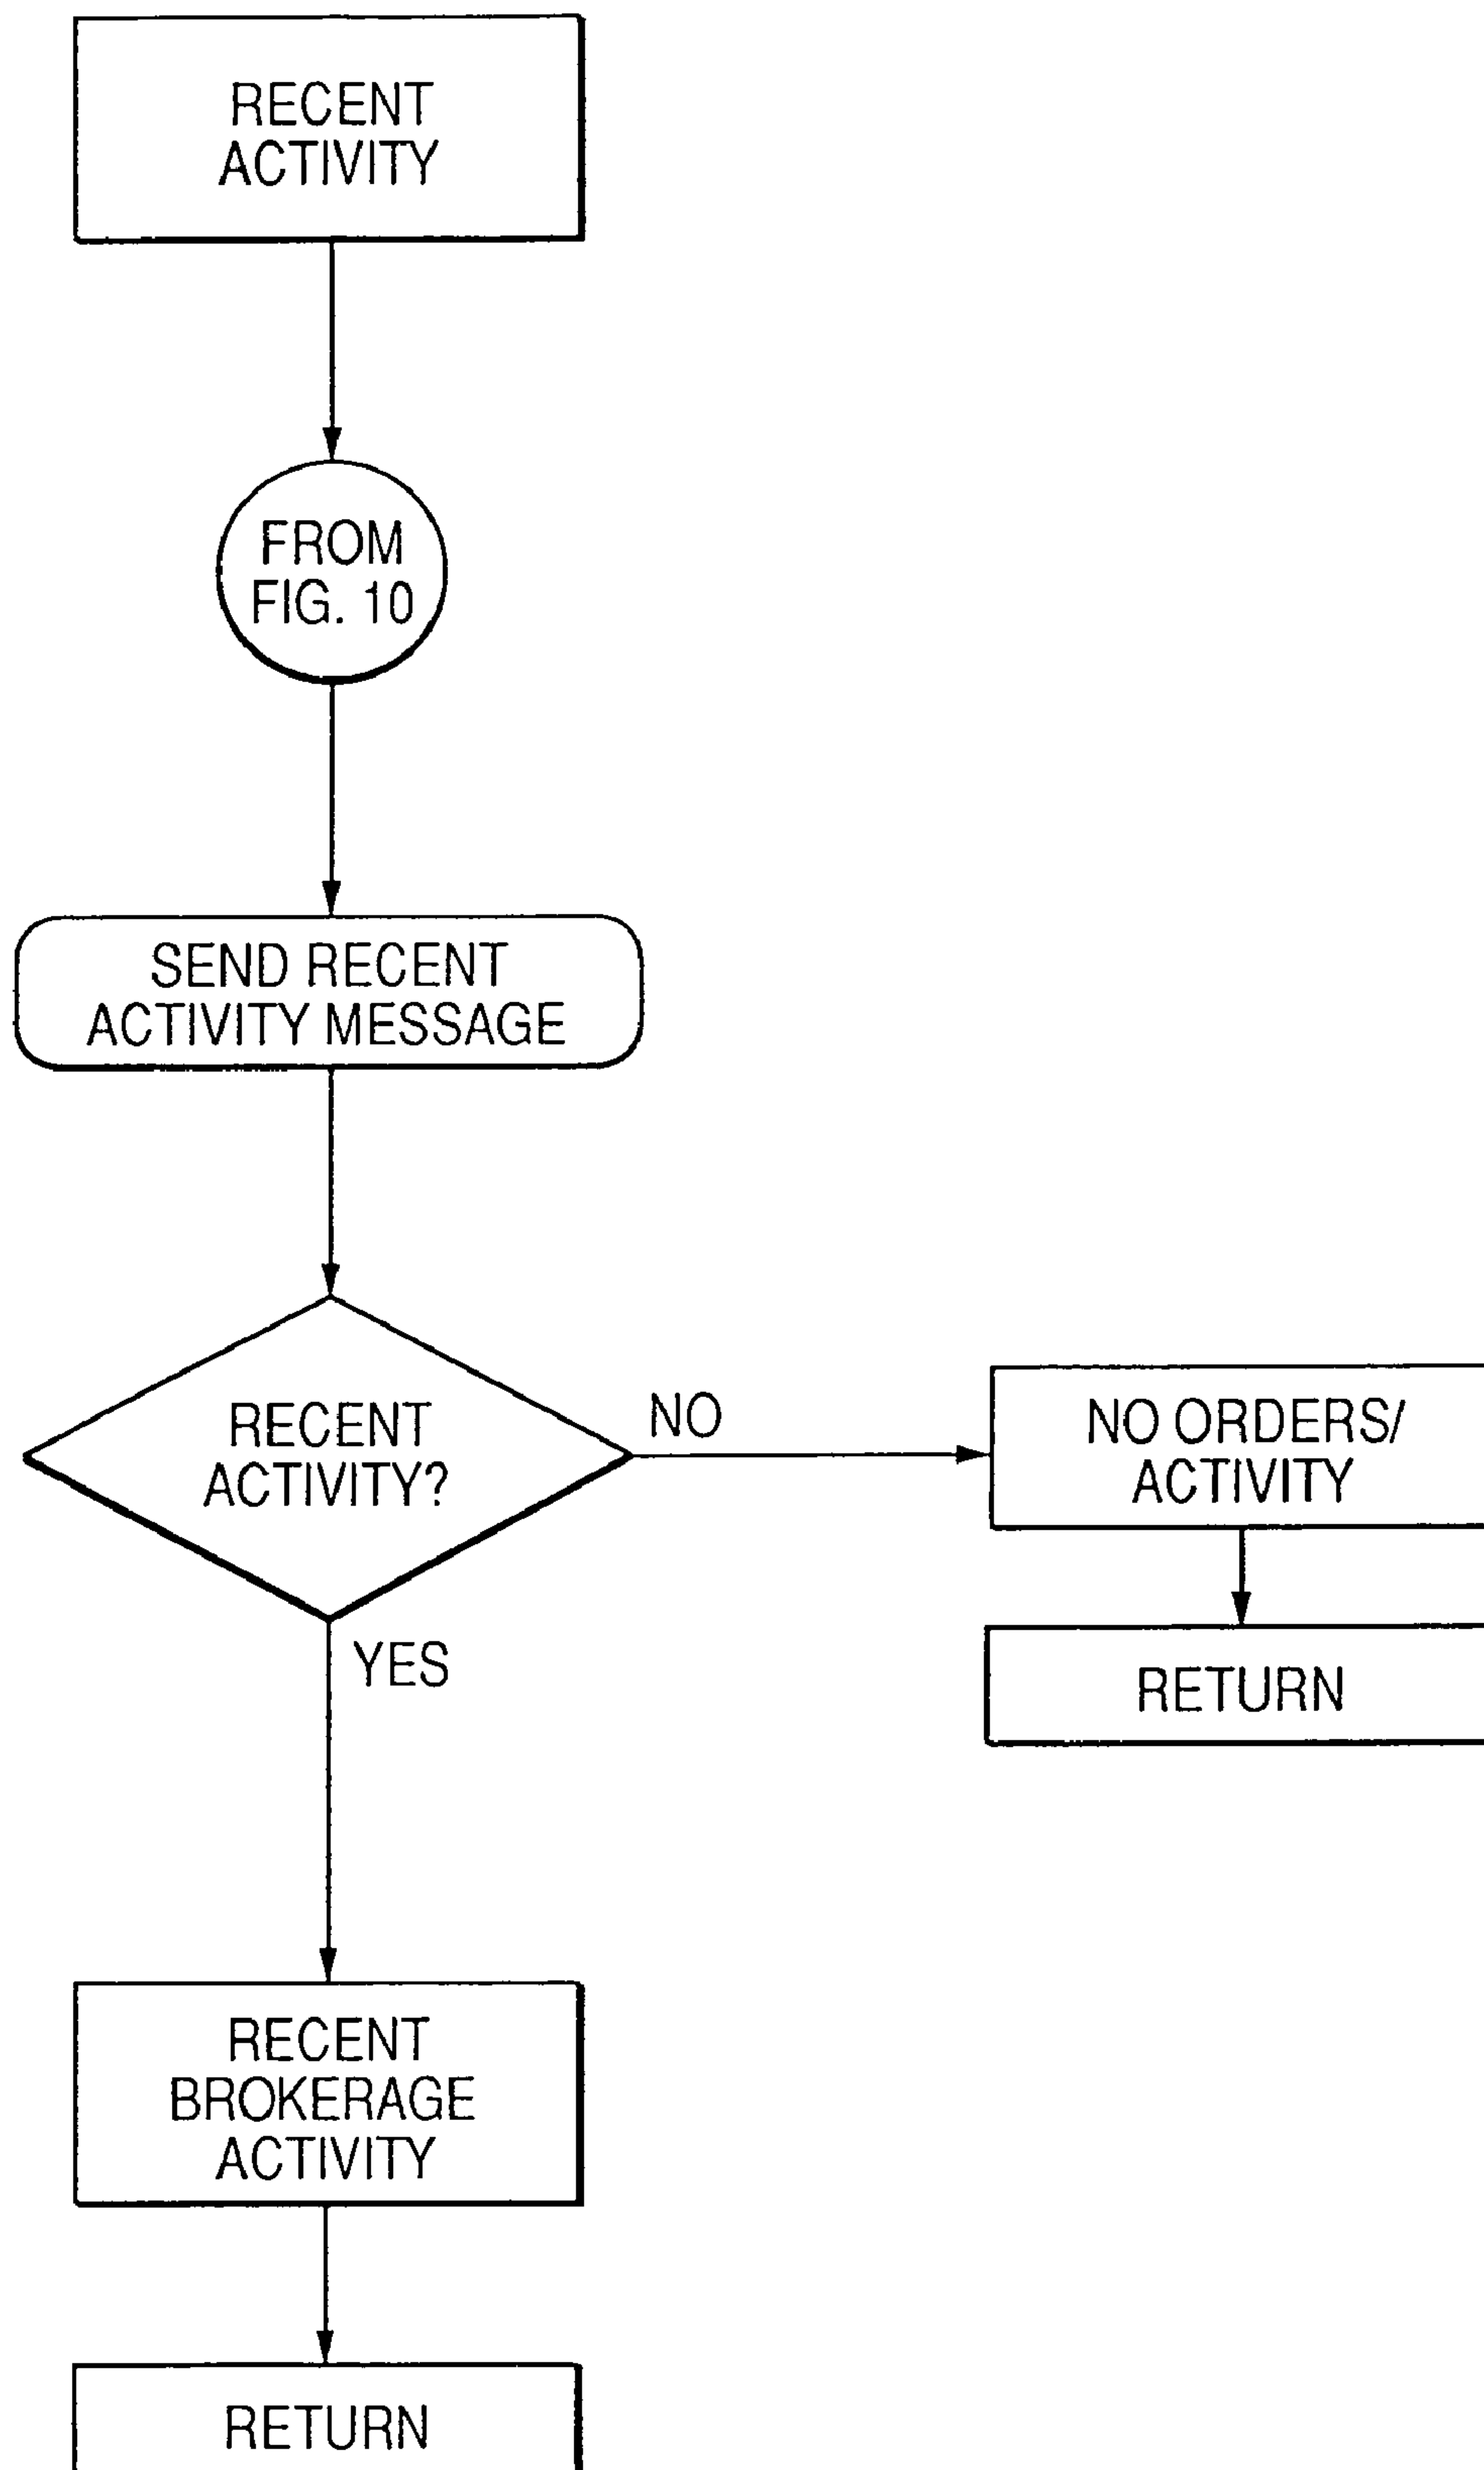 RECENT
ACTIVITY
FROM
FIG. 10
SEND RECENT
ACTIVITY MESSAGE
RECENT
ACTIVITY?
NO
NO ORDERS/
ACTIVITY
YES
RETURN
RECENT
BROKERAGE
ACTIVITY
RETURN